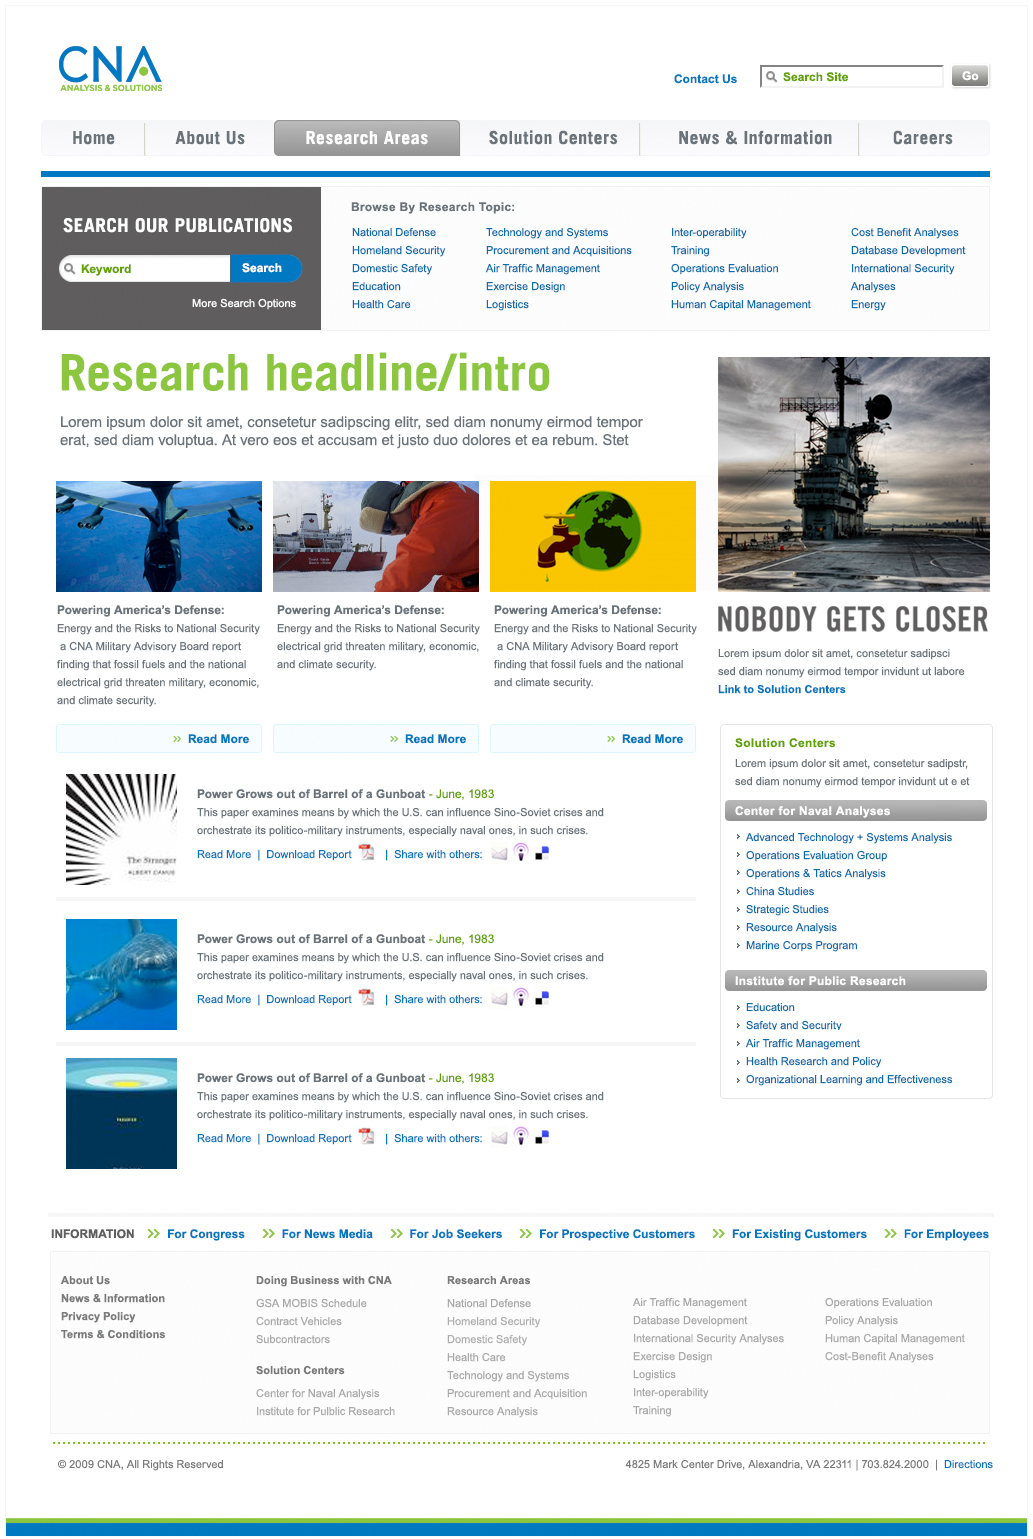 CNA
ANALYSIS & SOLUTIONS
Contact Us
Search Site
Go
Home
About Us
Research Areas
Solution Centers
News & Information
Careers
SEARCH OUR PUBLICATIONS
Keyword
Search
More Search Options
Browse By Research Topic:
National Defense
Homeland Security
Domestic Safety
Education
Health Care
Technology and Systems
Procurement and Acquisitions
Air Traffic Management
Exercise Design
Logistics
Inter-operability
Training
Operations Evaluation
Policy Analysis
Human Capital Management
Cost Benefit Analyses
Database Development
International Security
Analyses
Energy
Research headline/intro
Lorem ipsum dolor sit amet, consetetur sadipscing elitr, sed diam nonumy eirmod tempor
erat, sed diam voluptua. At vero eos et accusam et justo duo dolores et ea rebum. Stet
Powering America's Defense:
Energy and the Risks to National Security
a CNA Military Advisory Board report
finding that fossil fuels and the national
electrical grid threaten military, economic,
and climate security.
Read More
Powering America's Defense:
Energy and the Risks to National Security
electrical grid threaten military, economic,
and climate security.
Read More
Powering America's Defense:
Energy and the Risks to National Security
a CNA Military Advisory Board report
finding that fossil fuels and the national
and climate security.
Read More
NOBODY GETS CLOSER
Lorem ipsum dolor sit amet, consetetur sadipsci
sed diam nonumy eirmod tempor invidunt ut labore
Link to Solution Centers
The Stranger
ALBERT CAMUS
Power Grows out of Barrel of a Gunboat - June, 1983
This paper examines means by which the U.S. can influence Sino-Soviet crises and
orchestrate its politico-military instruments, especially naval ones, in such crises.
Read More | Download Report | Share with others:
Power Grows out of Barrel of a Gunboat - June, 1983
This paper examines means by which the U.S. can influence Sino-Soviet crises and
orchestrate its politico-military instruments, especially naval ones, in such crises.
Read More | Download Report | Share with others:
Power Grows out of Barrel of a Gunboat - June, 1983
This paper examines means by which the U.S. can influence Sino-Soviet crises and
orchestrate its politico-military instruments, especially naval ones, in such crises.
Read More | Download Report | Share with others:
Solution Centers
Lorem ipsum dolor sit amet, consetetur sadipstr,
sed diam nonumy eirmod tempor invidunt ut e et
Center for Naval Analyses
Advanced Technology + Systems Analysis
Operations Evaluation Group
Operations & Tatics Analysis
China Studies
Strategic Studies
Resource Analysis
Marine Corps Program
Institute for Public Research
Education
Safety and Security
Air Traffic Management
Health Research and Policy
Organizational Learning and Effectiveness
INFORMATION
For Congress
For News Media
For Job Seekers
For Prospective Customers
For Existing Customers
For Employees
About Us
News & Information
Privacy Policy
Terms & Conditions
Doing Business with CNA
GSA MOBIS Schedule
Contract Vehicles
Subcontractors
Solution Centers
Center for Naval Analysis
Institute for Pulblic Research
Research Areas
National Defense
Homeland Security
Domestic Safety
Health Care
Technology and Systems
Procurement and Acquisition
Resource Analysis
Air Traffic Management
Database Development
International Security Analyses
Exercise Design
Logistics
Inter-operability
Training
Operations Evaluation
Policy Analysis
Human Capital Management
Cost-Benefit Analyses
© 2009 CNA, All Rights Reserved
4825 Mark Center Drive, Alexandria, VA 22311 | 703.824.2000 | Directions